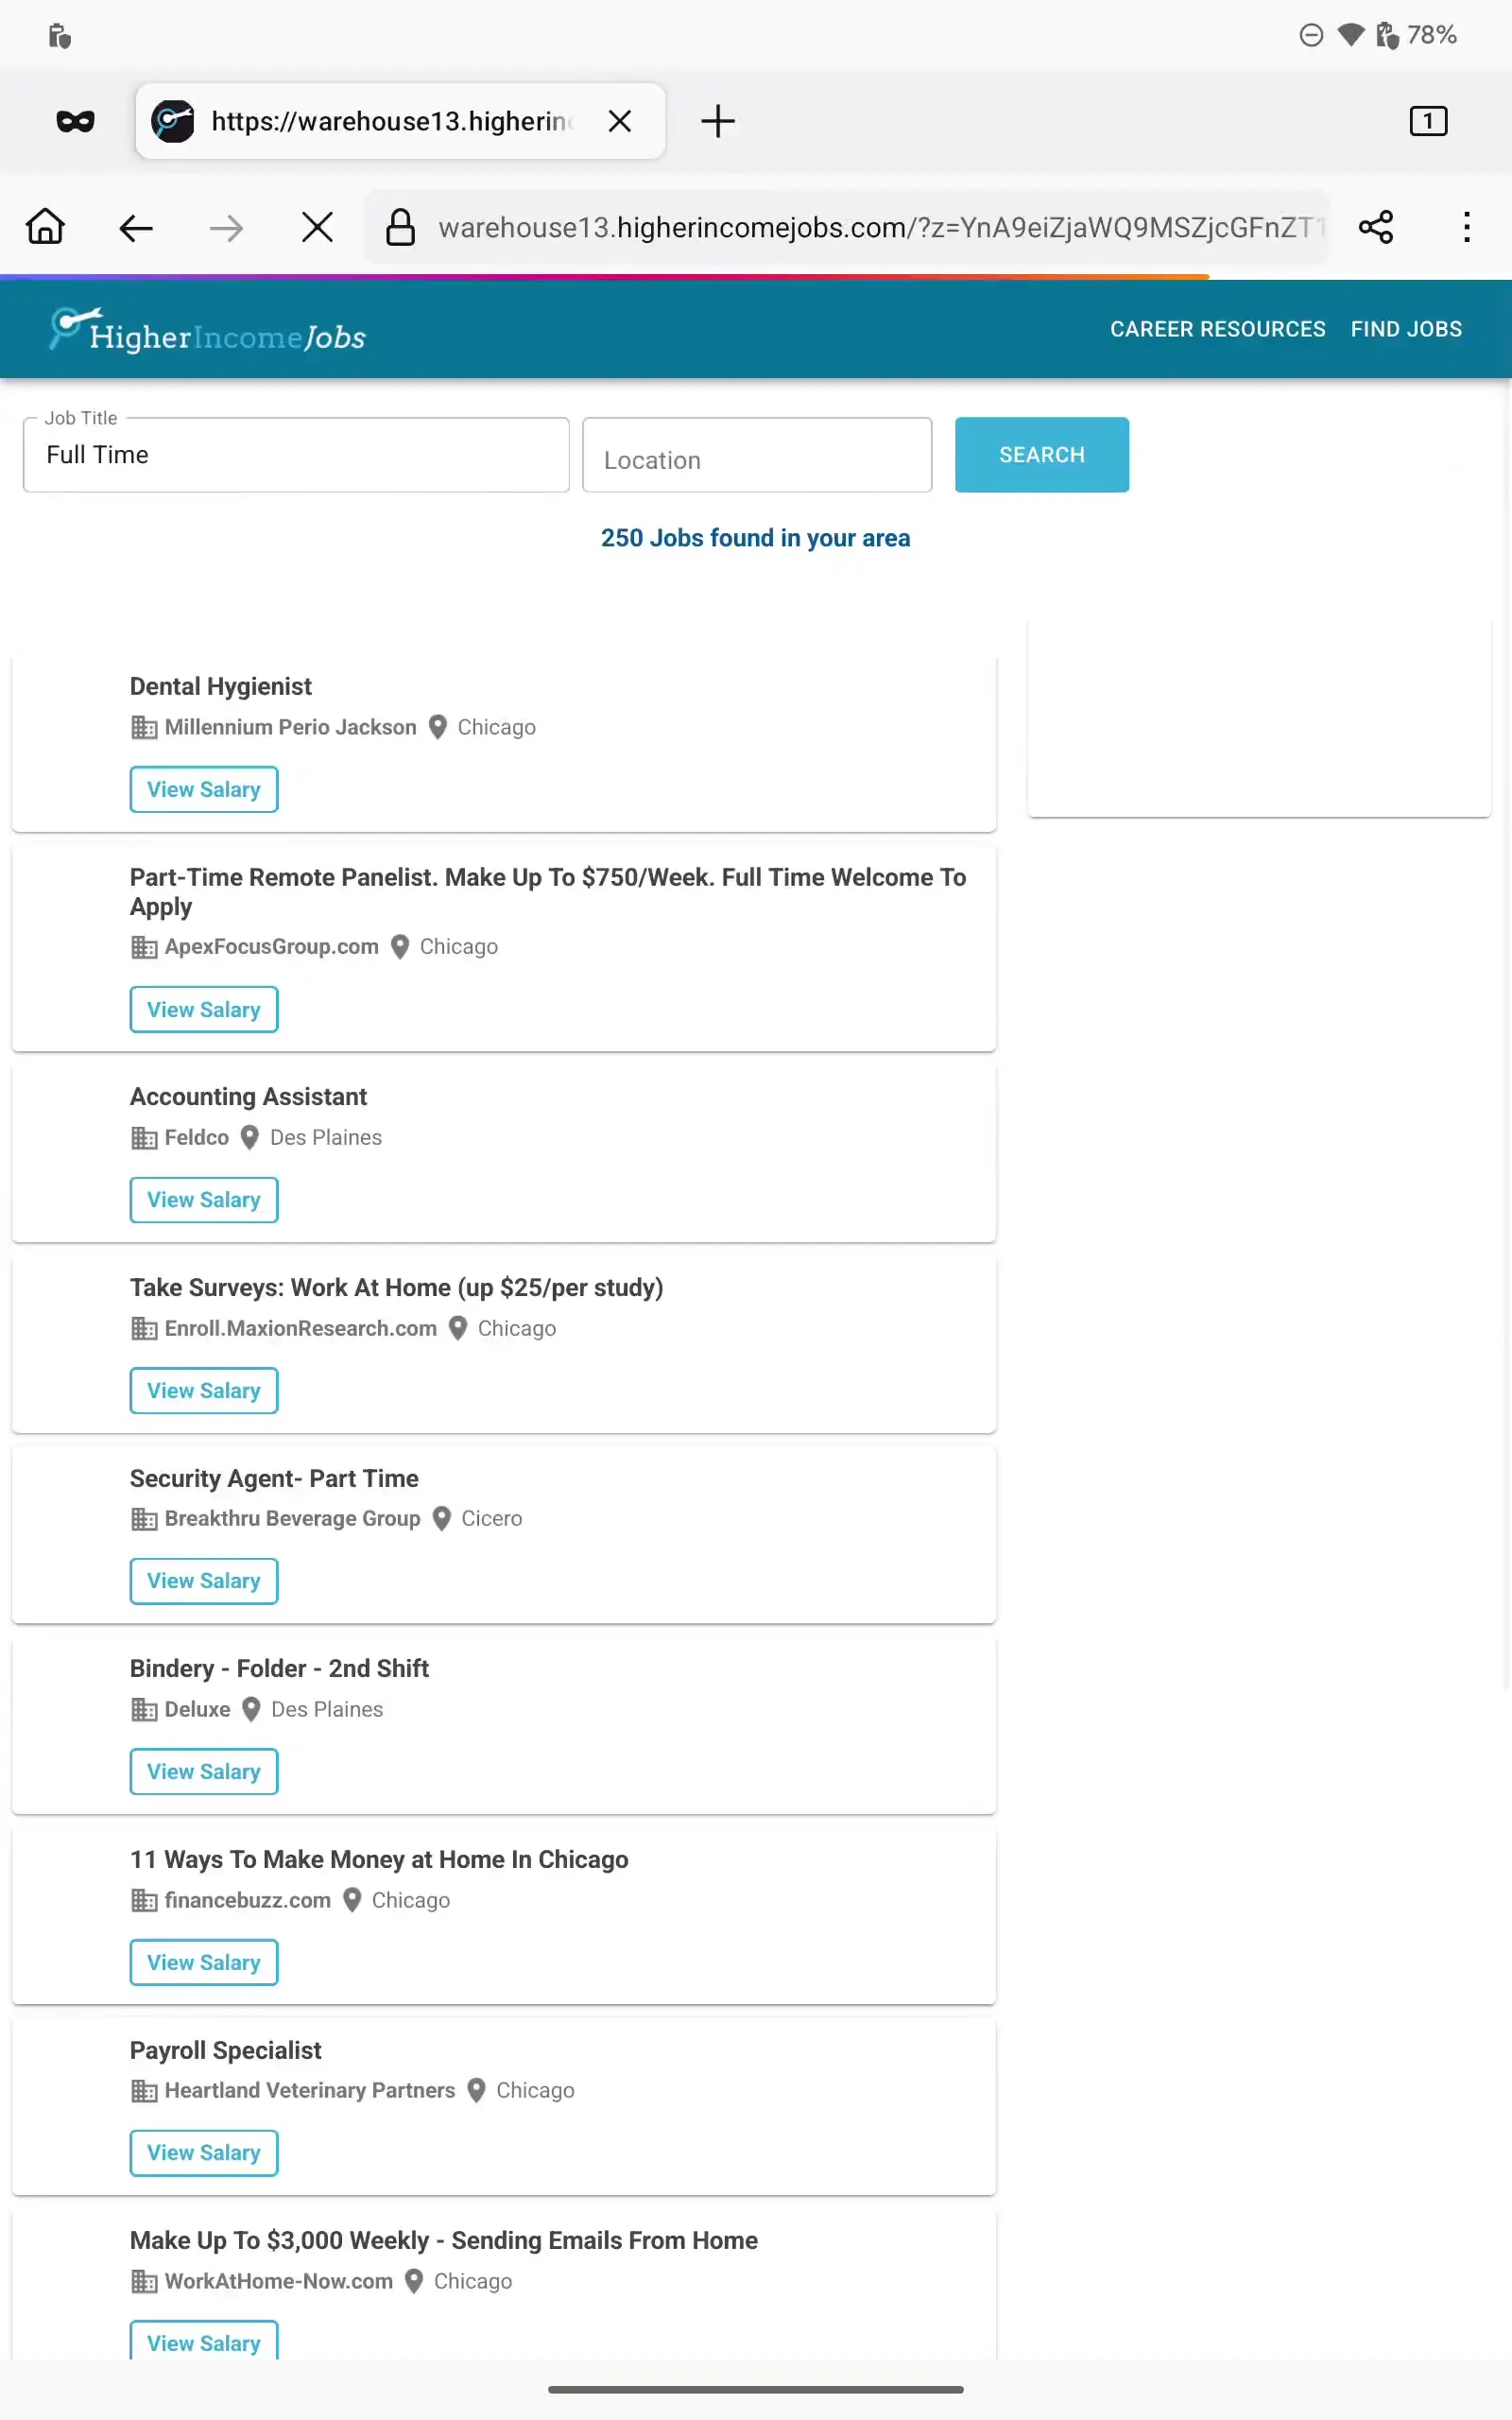 78%
https://warehouse13.higherin
1
warehouse13.higherincomejobs.com/?z=YnA9eiZjaWQ9MSZjcGFnZT1
HigherIncomeJobs
CAREER RESOURCES FIND JOBS
Job Title
Full Time
Location
SEARCH
250 Jobs found in your area
Dental Hygienist
Millennium Perio Jackson Chicago
View Salary
Part-Time Remote Panelist. Make Up To $750/Week. Full Time Welcome To
Apply
ApexFocusGroup.com Chicago
View Salary
Accounting Assistant
Feldco Des Plaines
View Salary
Take Surveys: Work At Home (up $25/per study)
Enroll.MaxionResearch.com Chicago
View Salary
Security Agent- Part Time
Breakthru Beverage Group Cicero
View Salary
Bindery - Folder - 2nd Shift
Deluxe Des Plaines
View Salary
11 Ways To Make Money at Home In Chicago
financebuzz.com Chicago
View Salary
Payroll Specialist
Heartland Veterinary Partners Chicago
View Salary
Make Up To $3,000 Weekly - Sending Emails From Home
WorkAtHome-Now.com Chicago
View Salary